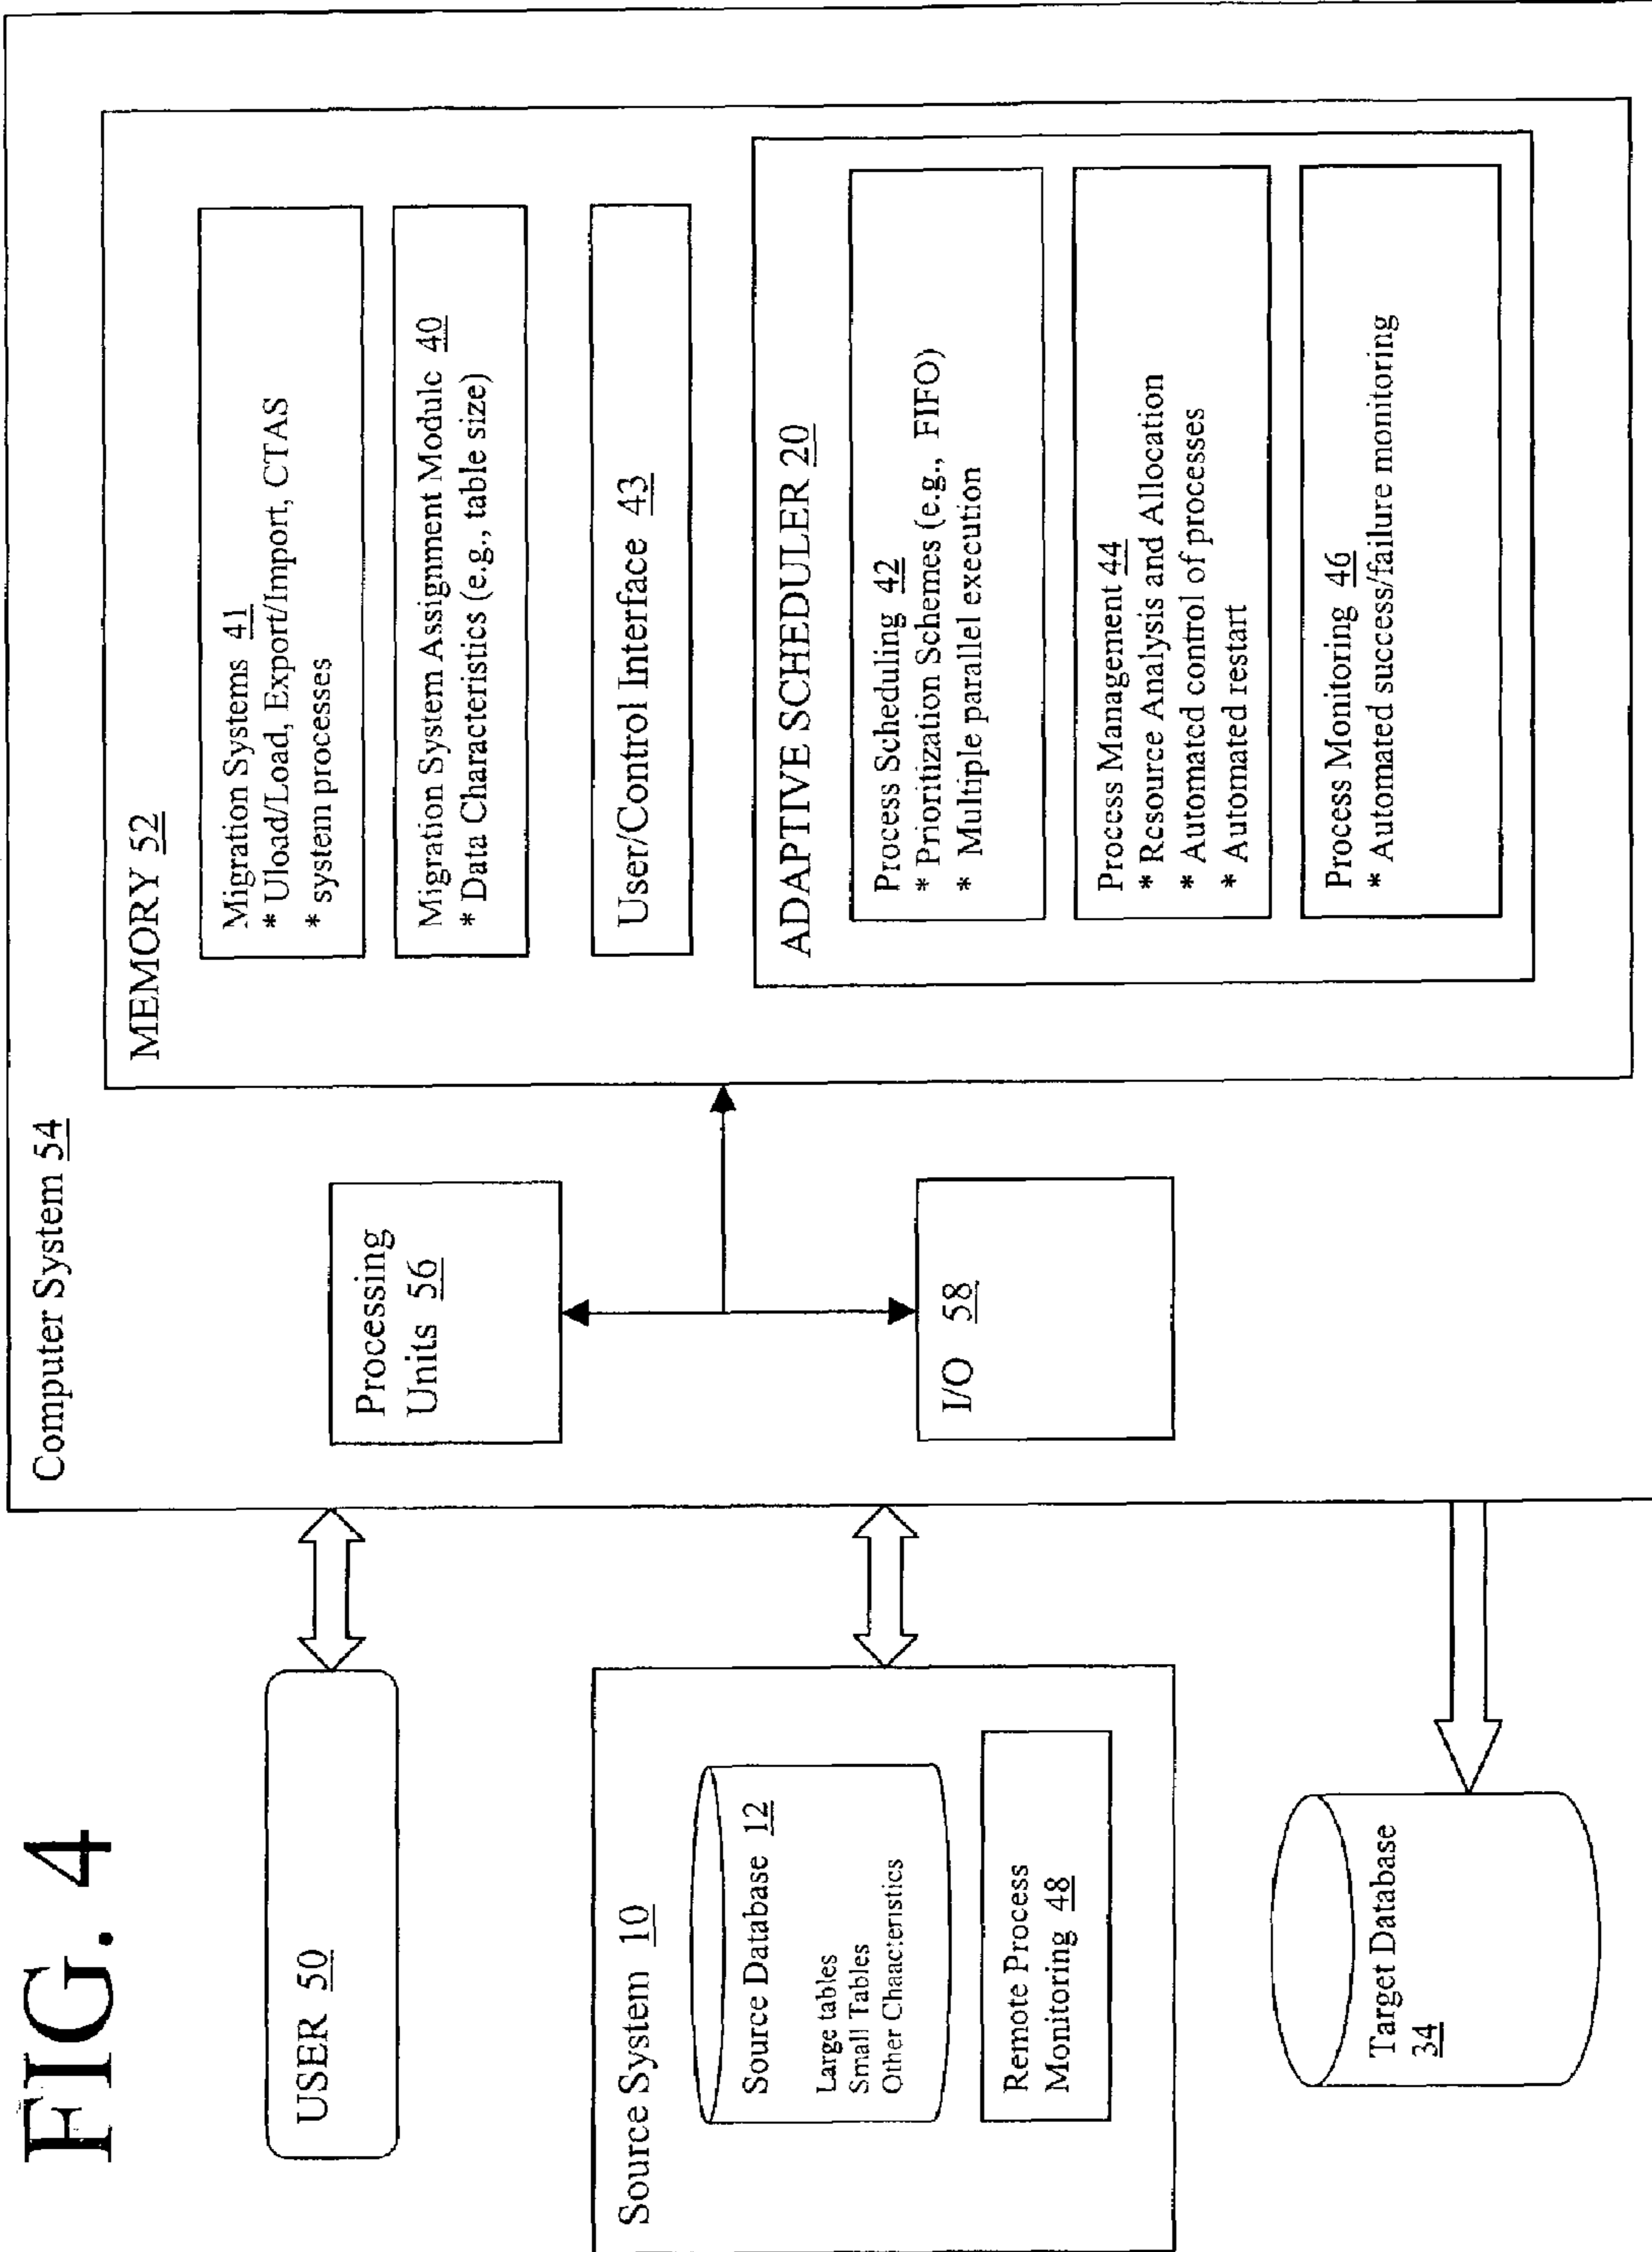 FIG. 4
USER 50
Source System 10
Source Database 12
Large tables
Small Tables
Other Chaacteristics
Remote Process
Monitoring 48
Target Database
34
Computer System 54
Processing
Units 56
I/O 58
MEMORY 52
Migration Systems 41
* Uload/Load, Export/Import, CTAS
* system processes
Migration System Assignment Module 40
* Data Characteristics (e.g., table size)
User/Control Interface 43
ADAPTIVE SCHEDULER 20
Process Scheduling 42
* Prioritization Schemes (e.g., FIFO)
* Multiple parallel execution
Process Management 44
* Resource Analysis and Allocation
* Automated control of processes
* Automated restart
Process Monitoring 46
* Automated success/failure monitoring